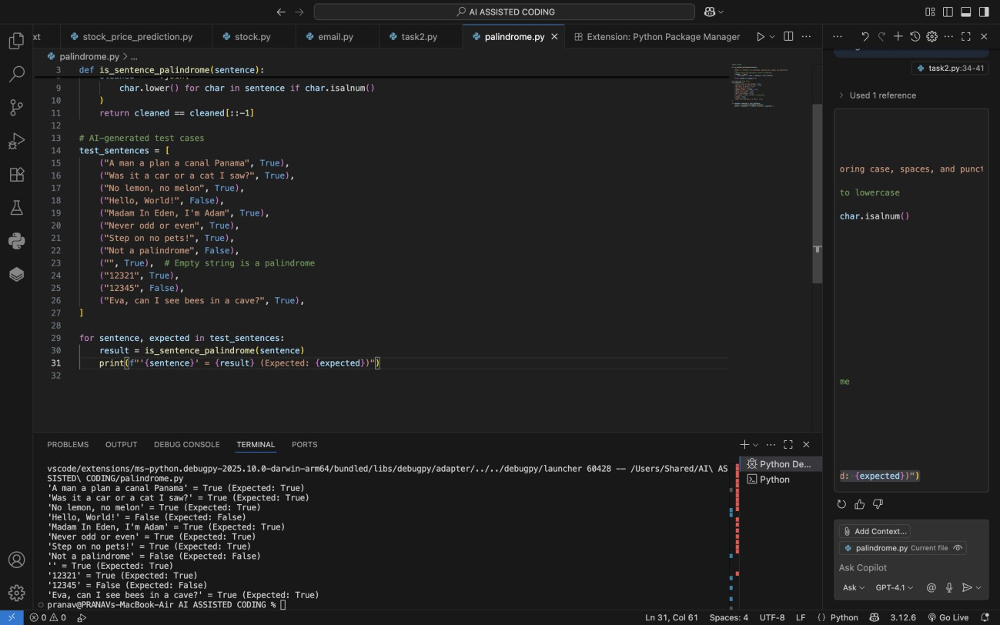 AI ASSISTED CODING
xt
stock_price_prediction.py
stock.py
email.py
task2.py
palindrome.py
Extension: Python Package Manager
palindrome.py > ...
3 def is_sentence_palindrome(sentence):
9 char.lower() for char in sentence if char.isalnum()
10 )
11 return cleaned == cleaned[::-1]
12
13 # AI-generated test cases
14 test_sentences = [
15 ("A man a plan a canal Panama", True),
16 ("Was it a car or a cat I saw?", True),
17 ("No lemon, no melon", True),
18 ("Hello, World!", False),
19 ("Madam In Eden, I'm Adam", True),
20 ("Never odd or even", True),
21 ("Step on no pets!", True),
22 ("Not a palindrome", False),
23 ("", True),  # Empty string is a palindrome
24 ("12321", True),
25 ("12345", False),
26 ("Eva, can I see bees in a cave?", True),
27 ]
28
29 for sentence, expected in test_sentences:
30 result = is_sentence_palindrome(sentence)
31 print(f"'{sentence}' = {result} (Expected: {expected})")
32
PROBLEMS
OUTPUT
DEBUG CONSOLE
TERMINAL
PORTS
vscode/extensions/ms-python.debugpy-2025.10.0-darwin-arm64/bundled/libs/debugpy/adapter/../../debugpy/launcher 60428 -- /Users/Shared/AI\ AS
SISTED\ CODING/palindrome.py
'A man a plan a canal Panama' = True (Expected: True)
'Was it a car or a cat I saw?' = True (Expected: True)
'No lemon, no melon' = True (Expected: True)
'Hello, World!' = False (Expected: False)
'Madam In Eden, I'm Adam' = True (Expected: True)
'Never odd or even' = True (Expected: True)
'Step on no pets!' = True (Expected: True)
'Not a palindrome' = False (Expected: False)
'' = True (Expected: True)
'12321' = True (Expected: True)
'12345' = False (Expected: False)
'Eva, can I see bees in a cave?' = True (Expected: True)
pranav@PRANAVs-MacBook-Air AI ASSISTED CODING %
Python De...
Python
task2.py:34-41
Used 1 reference
oring case, spaces, and punct
to lowercase
char.isalnum()
me
d: {expected})")
Add Context...
palindrome.py Current file
Ask Copilot
Ask
GPT-4.1
0 0
Ln 31, Col 61
Spaces: 4
UTF-8
LF
{} Python
3.12.6
Go Live